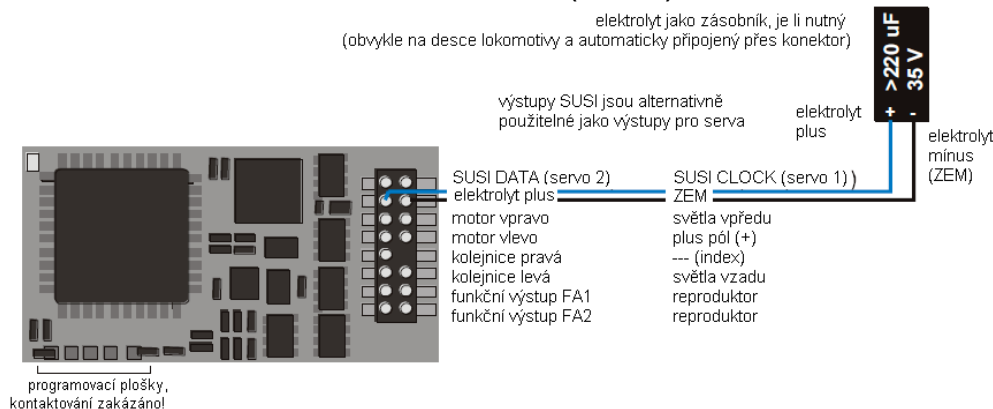 elektrolyt jako zásobník, je li nutný
(obvykle na desce lokomotivy a automaticky připojený přes konektor)
>220 uF
35 V
+ -
výstupy SUSI jsou alternativně
použitelné jako výstupy pro serva
elektrolyt
plus
elektrolyt
mínus
(ZEM)
SUSI DATA (servo 2) SUSI CLOCK (servo 1) )
elektrolyt plus ZEM
motor vpravo světla vpředu
motor vlevo plus pól (+)
kolejnice pravá --- (index)
kolejnice levá světla vzadu
funkční výstup FA1 reproduktor
funkční výstup FA2 reproduktor
programovací plošky,
kontaktování zakázáno!